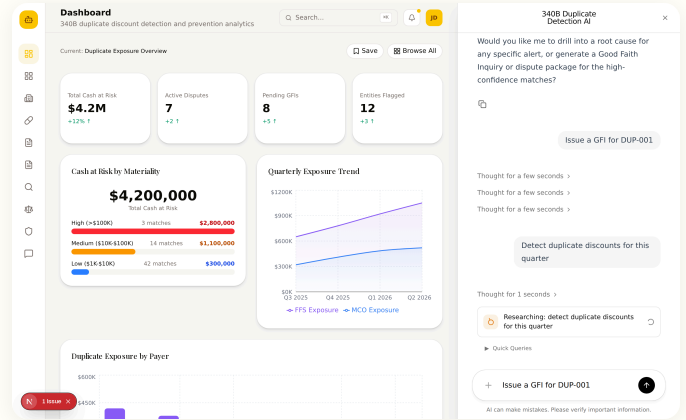 Dashboard
340B duplicate discount detection and prevention analytics
Search...
⌘K
JD
Current: Duplicate Exposure Overview
Save
Browse All
Total Cash at Risk
$4.2M
+12% ↑
Active Disputes
7
+2 ↑
Pending GFIs
8
+5 ↑
Entities Flagged
12
+3 ↑
Cash at Risk by Materiality
$4,200,000
Total Cash at Risk
High (>$100K) 3 matches $2,800,000
Medium ($10K-$100K) 14 matches $1,100,000
Low ($1K-$10K) 42 matches $300,000
Quarterly Exposure Trend
$1200K
$900K
$600K
$300K
$0K
Q3 2025 Q4 2025 Q1 2026 Q2 2026
FFS Exposure MCO Exposure
Duplicate Exposure by Payer
$600K
$450K
N 1 Issue ×
340B Duplicate
Detection AI
×
Would you like me to drill into a root cause for
any specific alert, or generate a Good Faith
Inquiry or dispute package for the high-
confidence matches?
Issue a GFI for DUP-001
Thought for a few seconds >
Thought for a few seconds >
Thought for a few seconds >
Detect duplicate discounts for this
quarter
Thought for 1 seconds >
Researching: detect duplicate discounts
for this quarter
▶ Quick Queries
+ Issue a GFI for DUP-001
AI can make mistakes. Please verify important information.